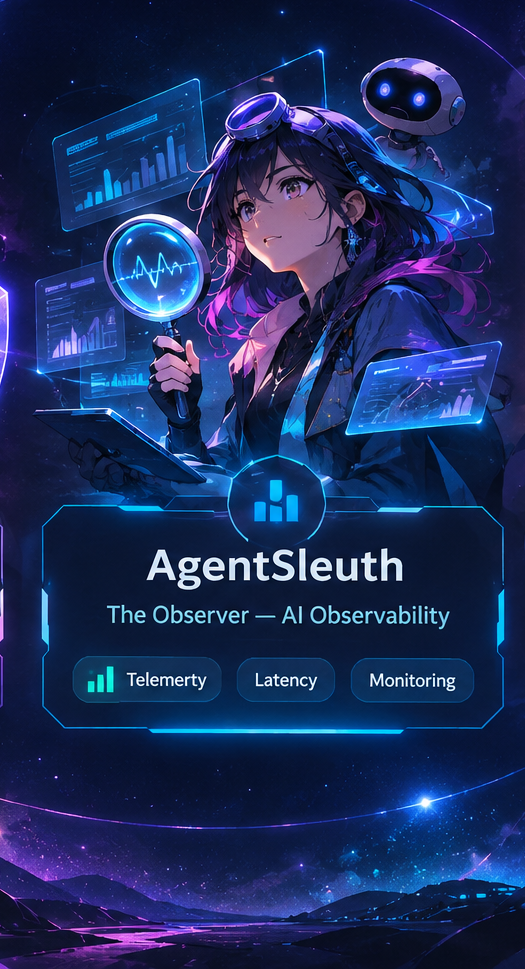 AgentSleuth
The Observer — AI Observability
Telemerty
Latency
Monitoring